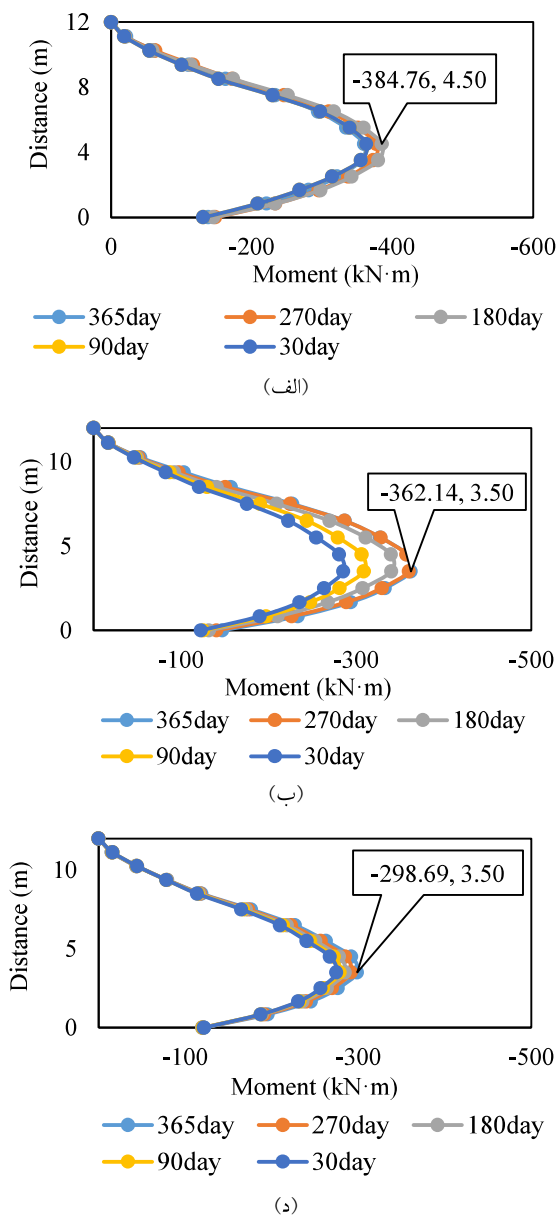 12
8
4
0
Distance (m)
-384.76, 4.50
0 -200 -400 -600
Moment (kN·m)
365day 270day 180day
90day 30day
(الف)
10
5
0
Distance (m)
-362.14, 3.50
-100 -300 -500
Moment (kN·m)
365day 270day 180day
90day 30day
(ب)
10
5
0
Distance (m)
-298.69, 3.50
-100 -300 -500
Moment (kN·m)
365day 270day 180day
90day 30day
(د)